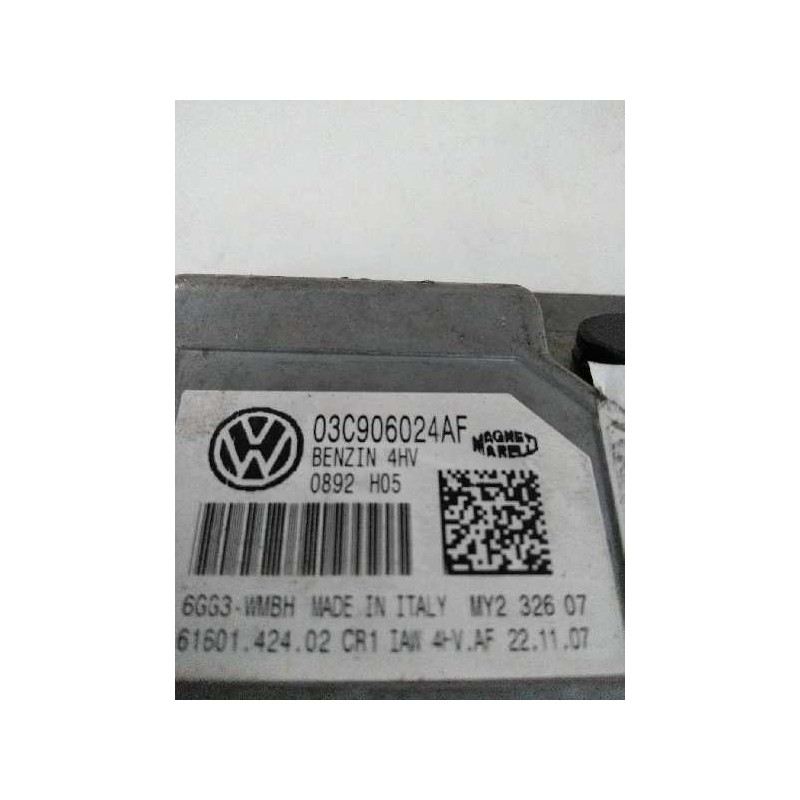 03C906024AF
MAGNETI
MARELLI
BENZIN 4HV
0892 H05
6GG3-WMBH MADE IN ITALY MY2 326 07
61601.424.02 CR1 IAW 4HV.AF 22.11.07